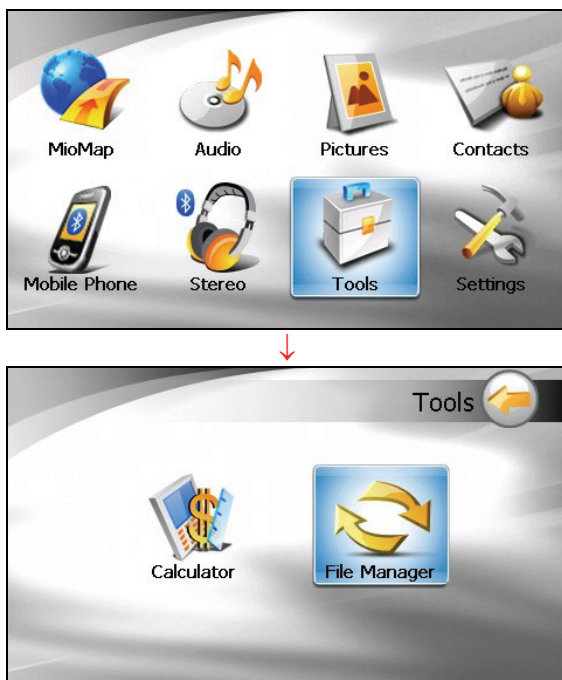 MioMap Audio Pictures Contacts
Mobile Phone Stereo Tools Settings
Tools
Calculator File Manager